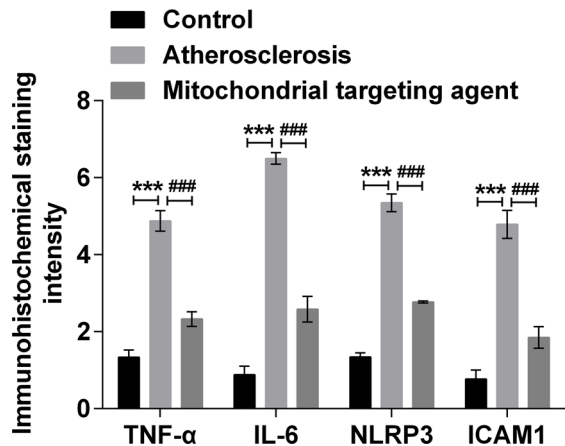 Control
Atherosclerosis
Mitochondrial targeting agent
Immunohistochemical staining
intensity
8
6
4
2
0
*** ###
*** ###
*** ###
*** ###
TNF-α IL-6 NLRP3 ICAM1